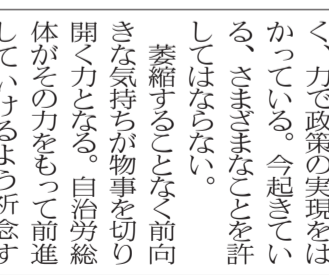 く、力で政策の実現をは
かっている。今起きてい
る、さまざまなことを許
してはならない。
　萎縮することなく前向
きな気持ちが物事を切り
開く力となる。自治労総
体がその力をもって前進
していけるよう祈念す